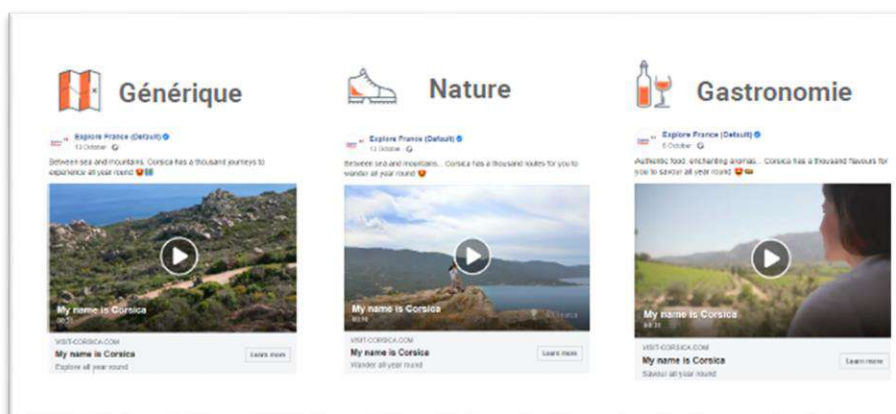 Générique
Explore France (Default)
13 October
Between sea and mountains, Corsica has a thousand journeys to
experience all year round
My name is Corsica
VISIT-CORSICA.COM
My name is Corsica
Learn more
Explore all year round
Nature
Explore France (Default)
13 October
Between sea and mountains... Corsica has a thousand routes for you to
wander all year round
My name is Corsica
VISIT-CORSICA.COM
My name is Corsica
Learn more
Wander all year round
Gastronomie
Explore France (Default)
6 October
Authentic food, enchanting aromas... Corsica has a thousand flavours for
you to savour all year round
My name is Corsica
VISIT-CORSICA.COM
My name is Corsica
Learn more
Savour all year round